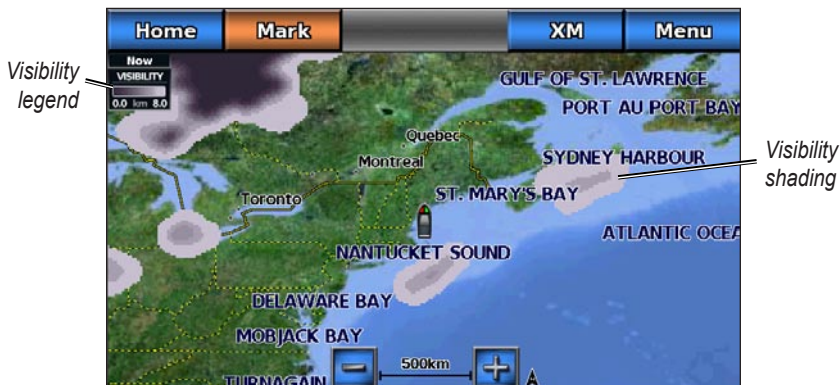 Home
Mark
XM
Menu
Now
VISIBILITY
0.0 km 8.0
Visibility
legend
GULF OF ST. LAWRENCE
PORT AU PORT BAY
Quebec
Montreal
SYDNEY HARBOUR
Visibility
shading
Toronto
ST. MARY'S BAY
ATLANTIC OCEA
NANTUCKET SOUND
DELAWARE BAY
MOBJACK BAY
500km
TURNAGAIN